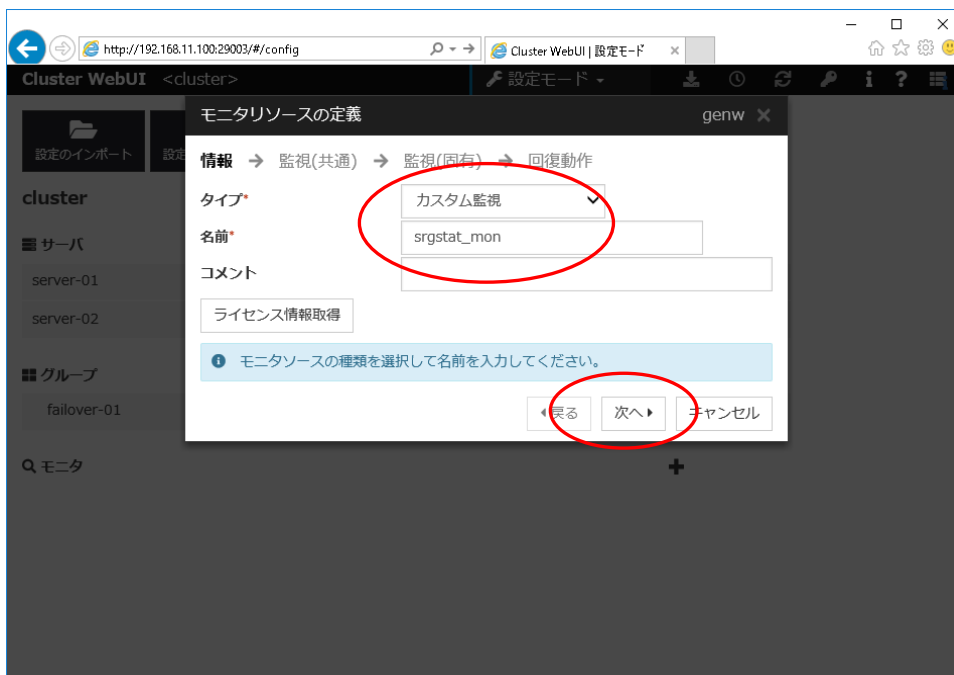 http://192.168.11.100:29003/#/config
Cluster WebUI | 設定モード
Cluster WebUI <cluster>
設定モード
モニタリソースの定義
genw
設定のインポート
設定
情報 → 監視(共通) → 監視(固有) → 回復動作
cluster
タイプ*
カスタム監視
名前*
srgstat_mon
サーバ
コメント
server-01
ライセンス情報取得
server-02
モニタソースの種類を選択して名前を入力してください。
グループ
failover-01
戻る
次へ
キャンセル
モニタ